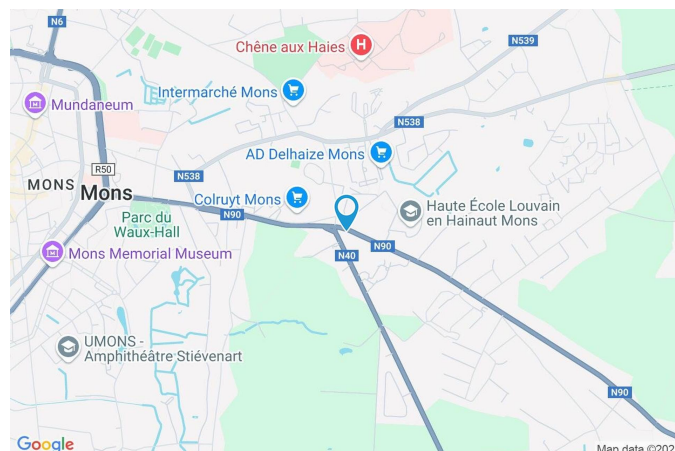 N6
Chêne aux Haies
H
N539
Intermarché Mons
Mundaneum
N538
AD Delhaize Mons
R50
N538
MONS
Mons
Colruyt Mons
Haute École Louvain
en Hainaut Mons
Parc du
Waux-Hall
N90
N90
N40
Mons Memorial Museum
UMONS -
Amphithéâtre Stiévenart
N90
Google
Map data ©202